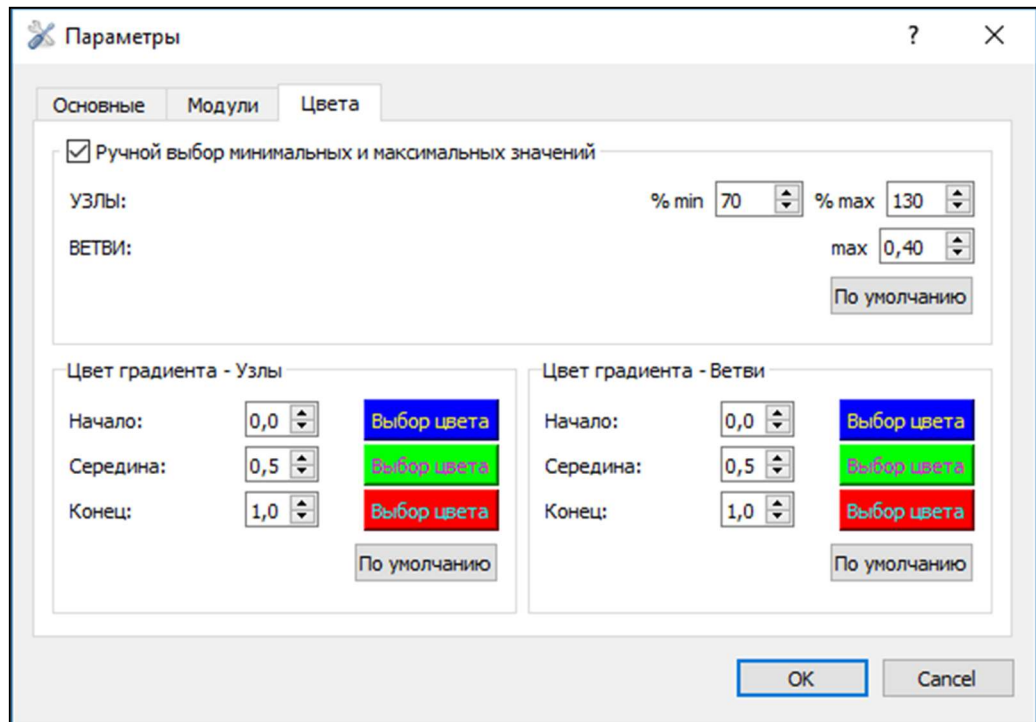 Параметры
?
Основные Модули Цвета
Ручной выбор минимальных и максимальных значений
УЗЛЫ: % min 70 % max 130
ВЕТВИ: max 0,40
По умолчанию
Цвет градиента - Узлы
Начало: 0,0 Выбор цвета
Середина: 0,5 Выбор цвета
Конец: 1,0 Выбор цвета
По умолчанию
Цвет градиента - Ветви
Начало: 0,0 Выбор цвета
Середина: 0,5 Выбор цвета
Конец: 1,0 Выбор цвета
По умолчанию
OK Cancel